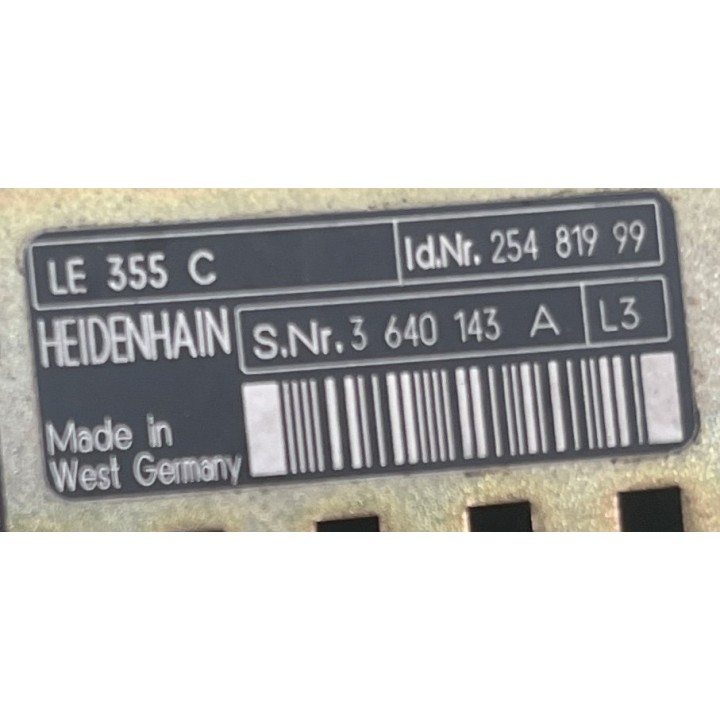 LE 355 C Id.Nr. 254 819 99
HEIDENHAIN S.Nr. 3 640 143 A L3
Made in
West Germany